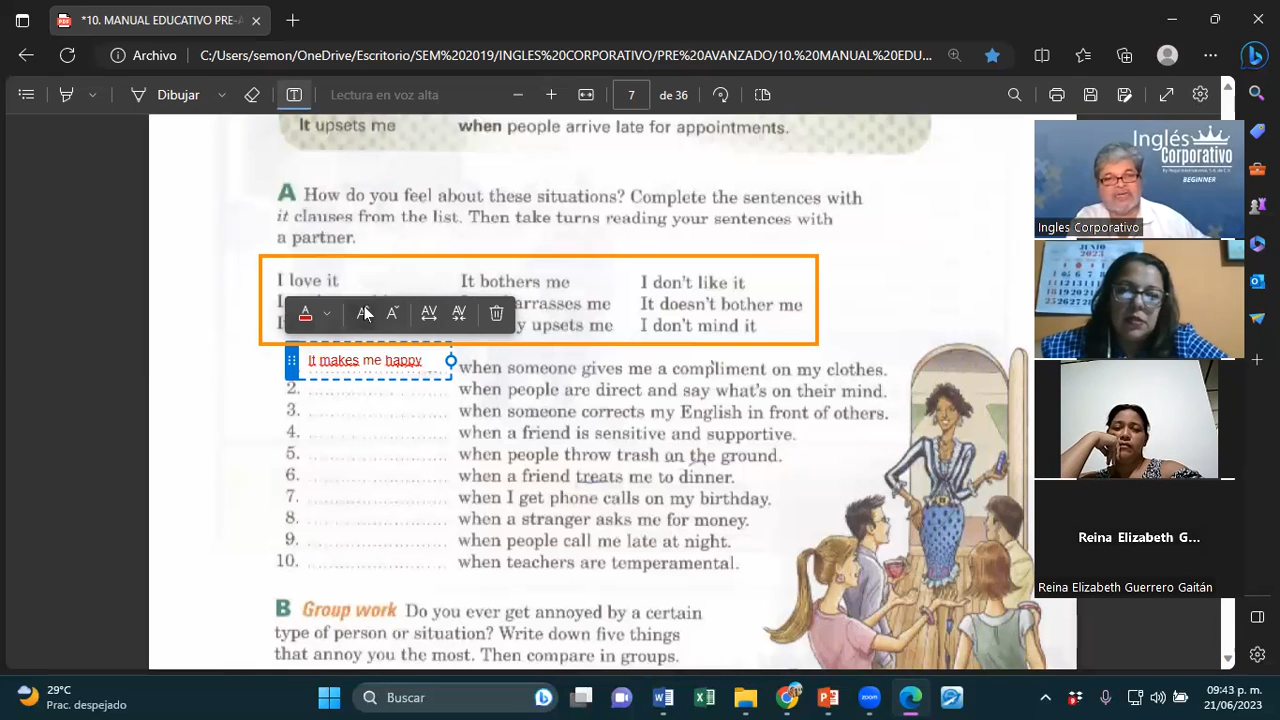 *10. MANUAL EDUCATIVO PRE-A
Archivo
C:/Users/semon/OneDrive/Escritorio/SEM%202019/INGLES%20CORPORATIVO/PRE%20AVANZADO/10.%20MANUAL%20EDU...
Dibujar
Lectura en voz alta
7 de 36
It upsets me when people arrive late for appointments.
A How do you feel about these situations? Complete the sentences with
it clauses from the list. Then take turns reading your sentences with
a partner.
I love it It bothers me I don't like it
me It doesn't bother me
upsets me I don't mind it
It makes me happy when someone gives me a compliment on my clothes.
2. when people are direct and say what's on their mind.
3. when someone corrects my English in front of others.
4. when a friend is sensitive and supportive.
5. when people throw trash on the ground.
6. when a friend treats me to dinner.
7. when I get phone calls on my birthday.
8. when a stranger asks me for money.
9. when people call me late at night.
10. when teachers are temperamental.
B Group work Do you ever get annoyed by a certain
type of person or situation? Write down five things
that annoy you the most. Then compare in groups.
Inglés
Corporativo
by Regal International, S.A. de C.V.
BEGINNER
Ingles Corporativo
JUNIO
2023
Reina Elizabeth G...
Reina Elizabeth Guerrero Gaitán
29°C
Prac. despejado
Buscar
09:43 p. m.
21/06/2023